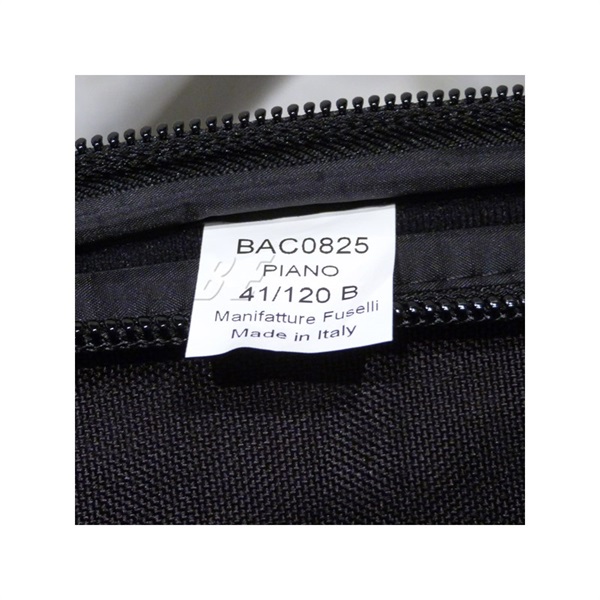 BAC0825
PIANO
41/120 B
Manifatture Fuselli
Made in Italy